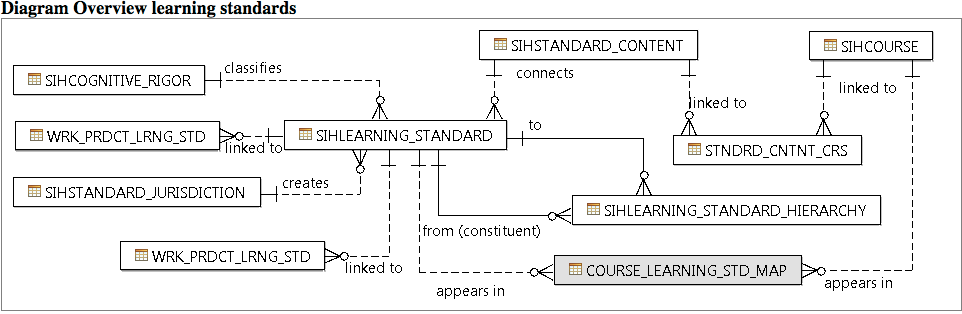 Diagram Overview learning standards
SIHSTANDARD_CONTENT
SIHCOURSE
classifies
connects
SIHCOGNITIVE_RIGOR
linked to
linked to
WRK_PRDCT_LRNG_STD
linked to
SIHLEARNING_STANDARD
to
STNDRD_CNTNT_CRS
SIHSTANDARD_JURISDICTION
creates
SIHLEARNING_STANDARD_HIERARCHY
from (constituent)
WRK_PRDCT_LRNG_STD
linked to
COURSE_LEARNING_STD_MAP
appears in
appears in